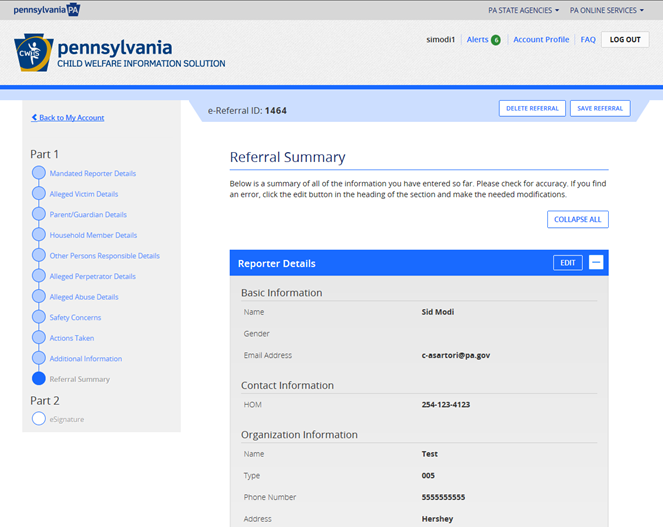 pennsylvania PA
PA STATE AGENCIES PA ONLINE SERVICES
CWIS
pennsylvania
CHILD WELFARE INFORMATION SOLUTION
simodi1 Alerts 6 Account Profile FAQ LOG OUT
Back to My Account
e-Referral ID: 1464
DELETE REFERRAL SAVE REFERRAL
Part 1
Mandated Reporter Details
Alleged Victim Details
Parent/Guardian Details
Household Member Details
Other Persons Responsible Details
Alleged Perpetrator Details
Alleged Abuse Details
Safety Concerns
Actions Taken
Additional Information
Referral Summary
Part 2
eSignature
Referral Summary
Below is a summary of all of the information you have entered so far. Please check for accuracy. If you find
an error, click the edit button in the heading of the section and make the needed modifications.
COLLAPSE ALL
Reporter Details EDIT
Basic Information
Name Sid Modi
Gender
Email Address c-asartori@pa.gov
Contact Information
HOM 254-123-4123
Organization Information
Name Test
Type 005
Phone Number 5555555555
Address Hershey